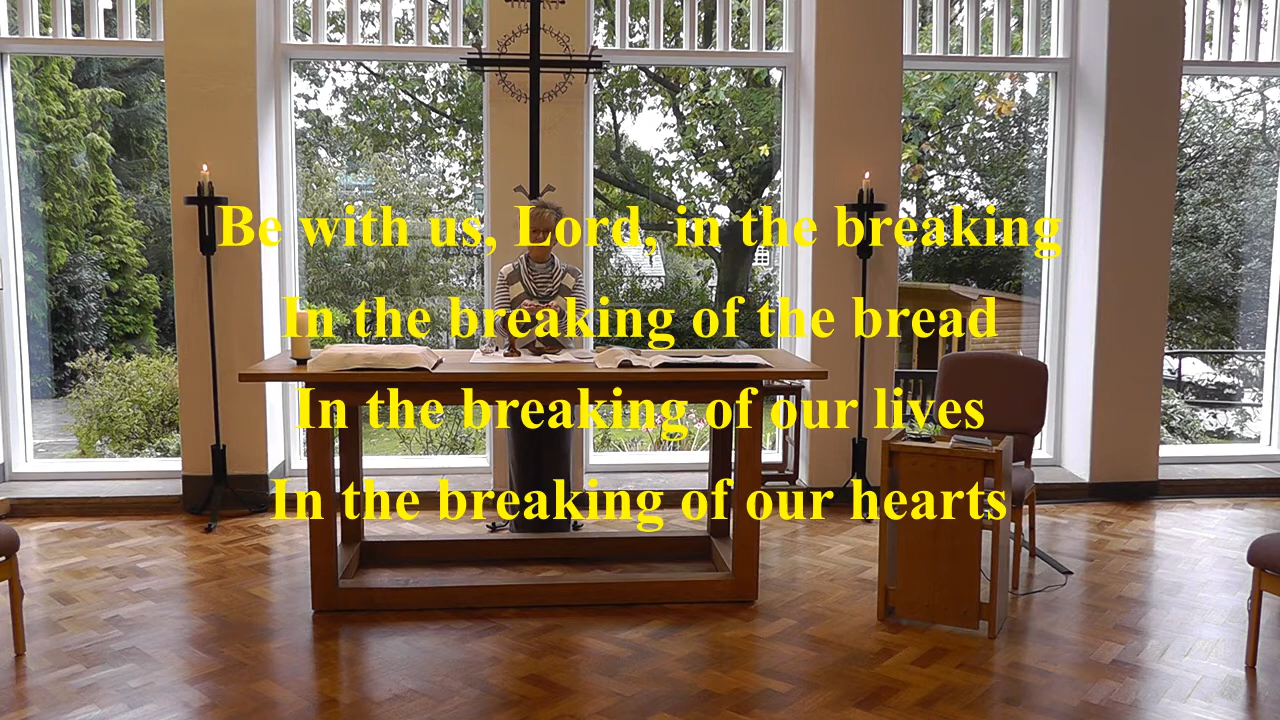 Be with us, Lord, in the breaking
In the breaking of the bread
In the breaking of our lives
In the breaking of our hearts